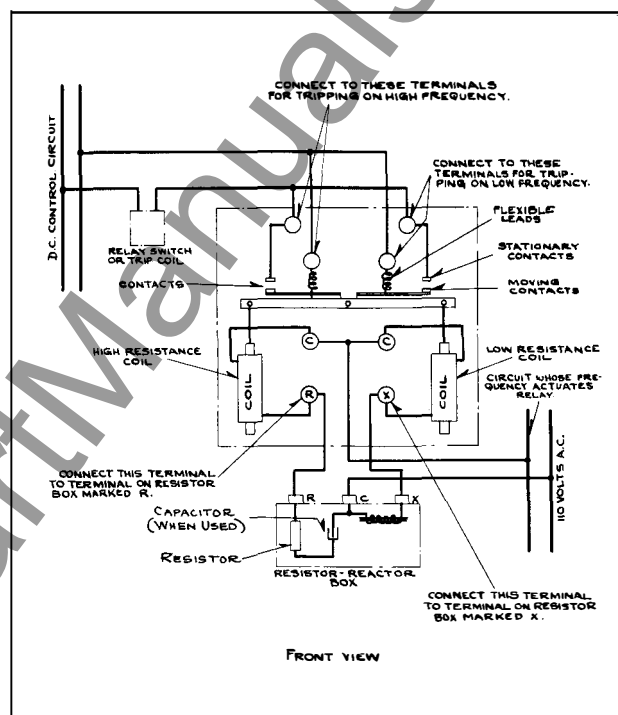 CONNECT TO THESE TERMINALS
FOR TRIPPING ON HIGH FREQUENCY.
D.C. CONTROL CIRCUIT
CONNECT TO THESE
TERMINALS FOR TRIP-
PING ON LOW FREQUENCY.
FLEXIBLE
LEADS
RELAY SWITCH
OR TRIP COIL
STATIONARY
CONTACTS
CONTACTS
MOVING
CONTACTS
C
C
HIGH RESISTANCE
COIL
LOW RESISTANCE
COIL
COIL
COIL
CIRCUIT WHOSE FRE-
QUENCY ACTUATES
RELAY.
R
X
CONNECT THIS TERMINAL
TO TERMINAL ON RESISTOR
BOX MARKED R.
110 VOLTS A.C.
R
C
X
CAPACITOR
(WHEN USED)
RESISTOR
RESISTOR-REACTOR
BOX
CONNECT THIS TERMINAL
TO TERMINAL ON RESISTOR
BOX MARKED X.
FRONT VIEW